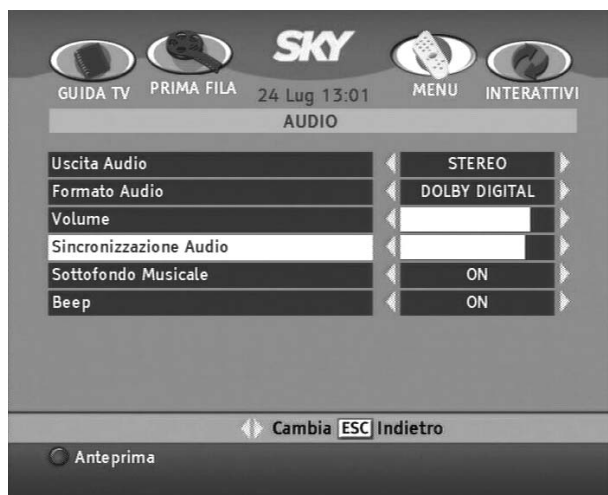 SKY
GUIDA TV PRIMA FILA 24 Lug 13:01 MENU INTERATTIVI
AUDIO
Uscita Audio STEREO
Formato Audio DOLBY DIGITAL
Volume
Sincronizzazione Audio
Sottofondo Musicale ON
Beep ON
Cambia ESC Indietro
Anteprima